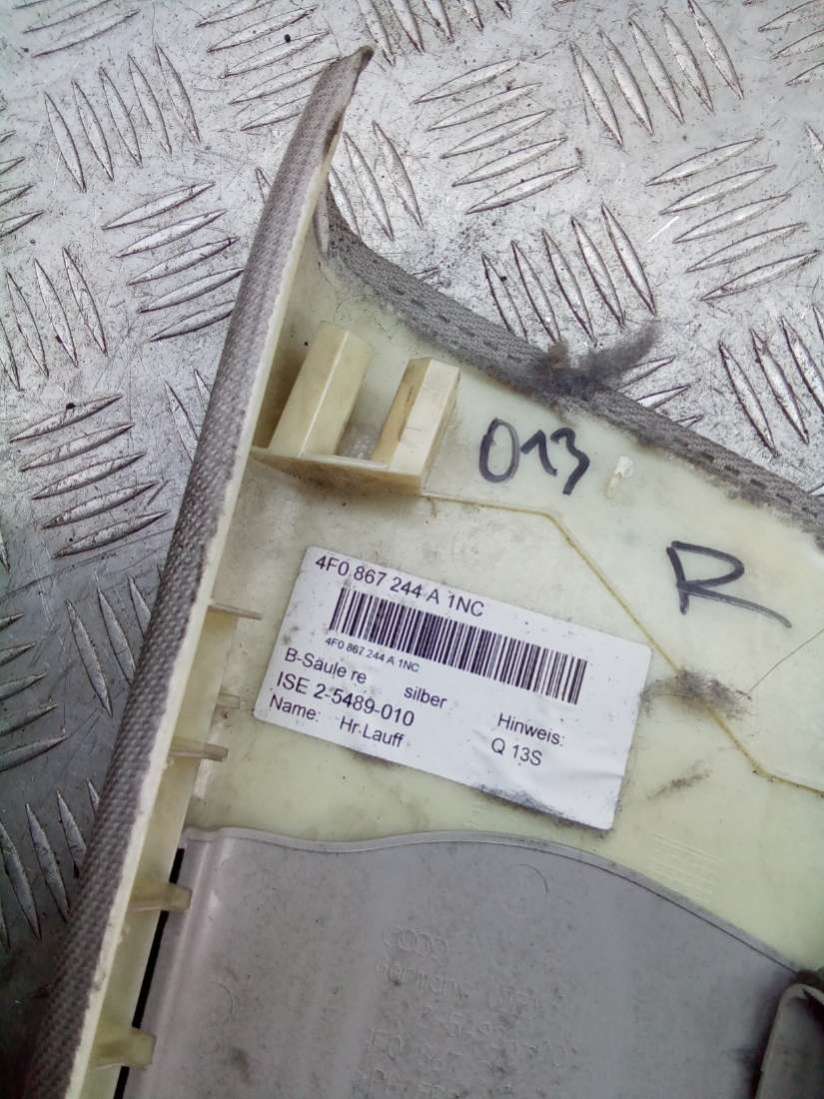 013
R
4F0 867 244 A 1NC
4F0 867 244 A 1NC
B-Säule re silber
ISE 2-5489-010
Name: Hr.Lauff
Hinweis:
Q 13S